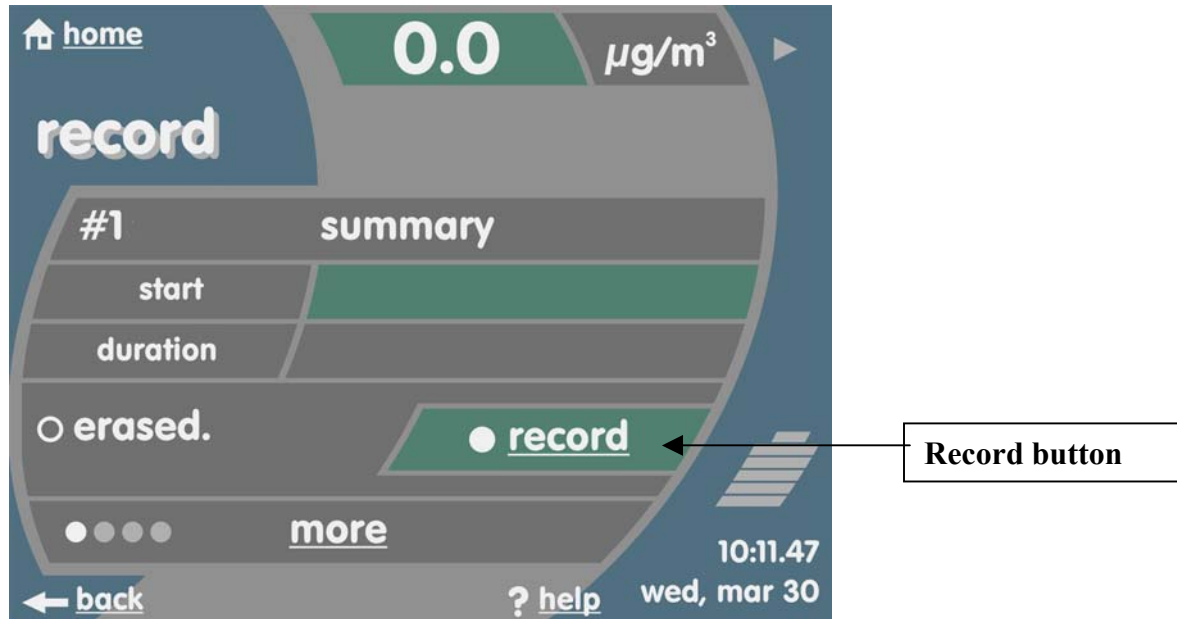 home
0.0 µg/m³
record
#1 summary
start
duration
erased.
record
Record button
more
10:11.47
back
? help
wed, mar 30